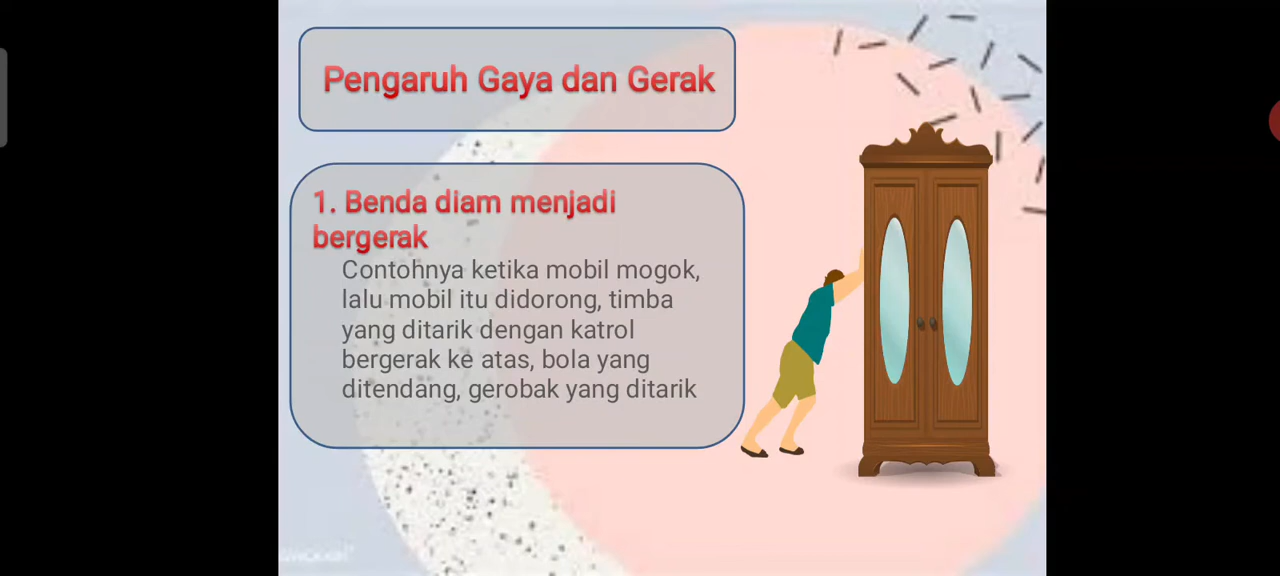 Pengaruh Gaya dan Gerak
1. Benda diam menjadi
bergerak
Contohnya ketika mobil mogok,
lalu mobil itu didorong, timba
yang ditarik dengan katrol
bergerak ke atas, bola yang
ditendang, gerobak yang ditarik